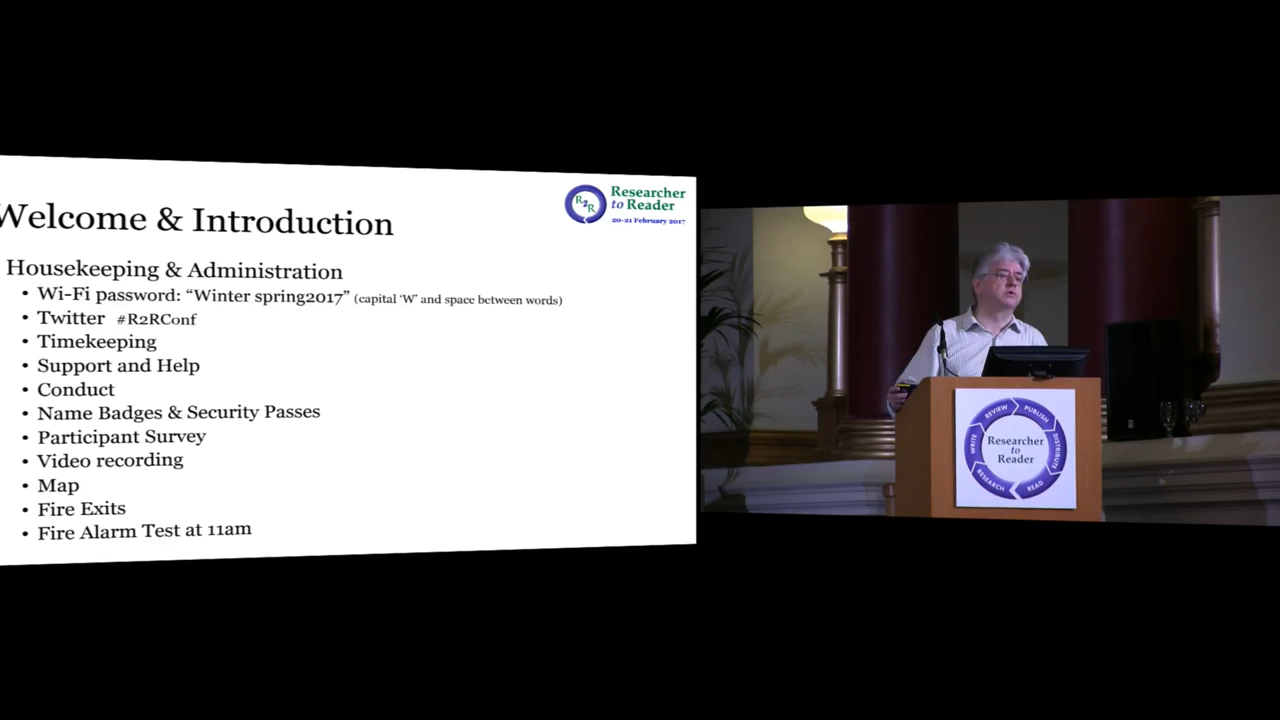 Researcher
to Reader
R2R
20-21 February 2017
Welcome & Introduction
Housekeeping & Administration
• Wi-Fi password: “Winter spring2017” (capital ‘W’ and space between words)
• Twitter #R2RConf
• Timekeeping
• Support and Help
• Conduct
• Name Badges & Security Passes
• Participant Survey
• Video recording
• Map
• Fire Exits
• Fire Alarm Test at 11am
REVIEW
PUBLISH
DISTRIBUTE
READ
RESEARCH
WRITE
Researcher
to
Reader